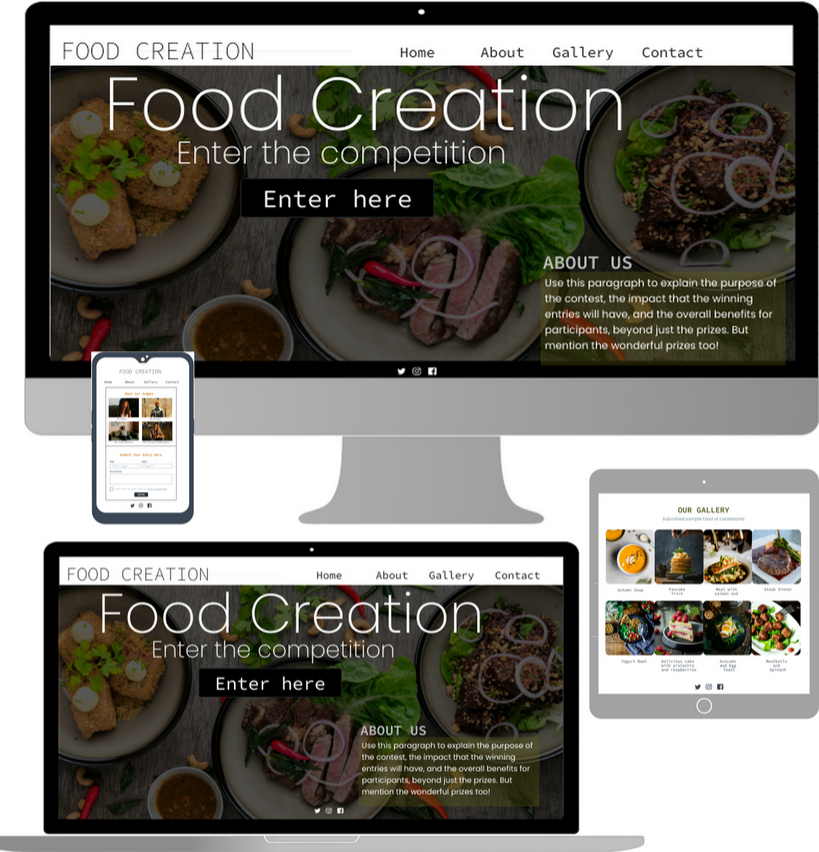 FOOD CREATION
Home About Gallery Contact
Food Creation
Enter the competition
Enter here
ABOUT US
Use this paragraph to explain the purpose of
the contest, the impact that the winning
entries will have, and the overall benefits for
participants, beyond just the prizes. But
mention the wonderful prizes too!
FOOD CREATION
Home About Gallery Contact
Meet our Judges
Submit Your Entry Here
OUR GALLERY
Submitted sample Food of contestants
Autumn Soup
Pancake
Meal with
salmon and
Steak Dinner
Yogurt Bowl
Delicious cake
with pistachio
and raspberries
Avocado
and Egg
Toast
Meatballs
and
Spinach
FOOD CREATION
Home About Gallery Contact
Food Creation
Enter the competition
Enter here
ABOUT US
Use this paragraph to explain the purpose of
the contest, the impact that the winning
entries will have, and the overall benefits for
participants, beyond just the prizes. But
mention the wonderful prizes too!